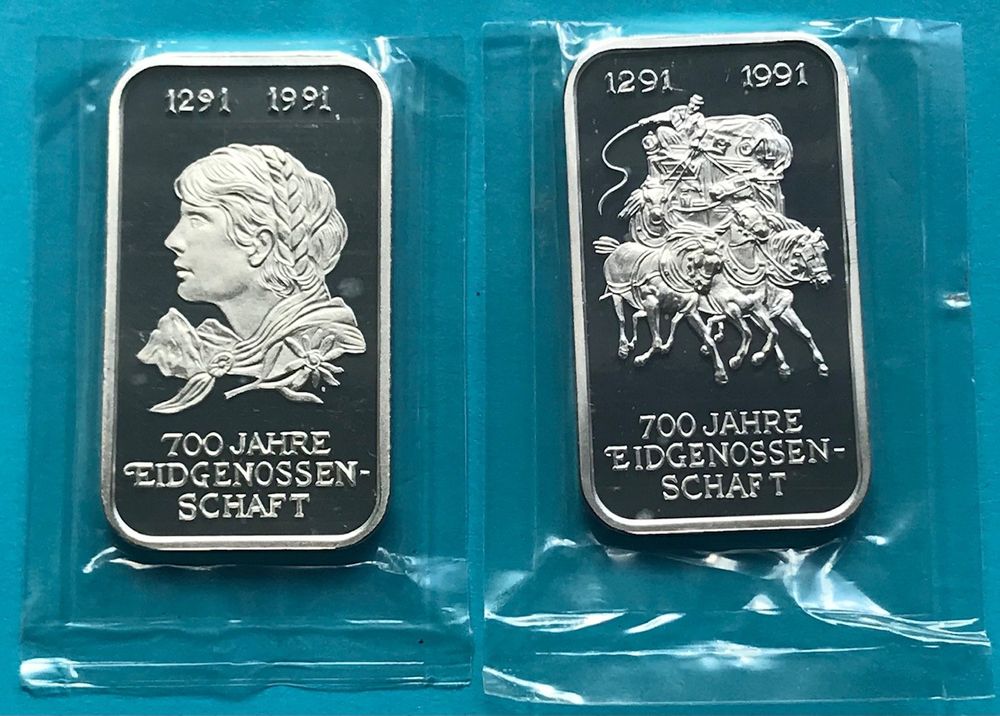 1291 1991
700 JAHRE
EIDGENOSSEN-
SCHAFT
1291 1991
700 JAHRE
EIDGENOSSEN-
SCHAFT